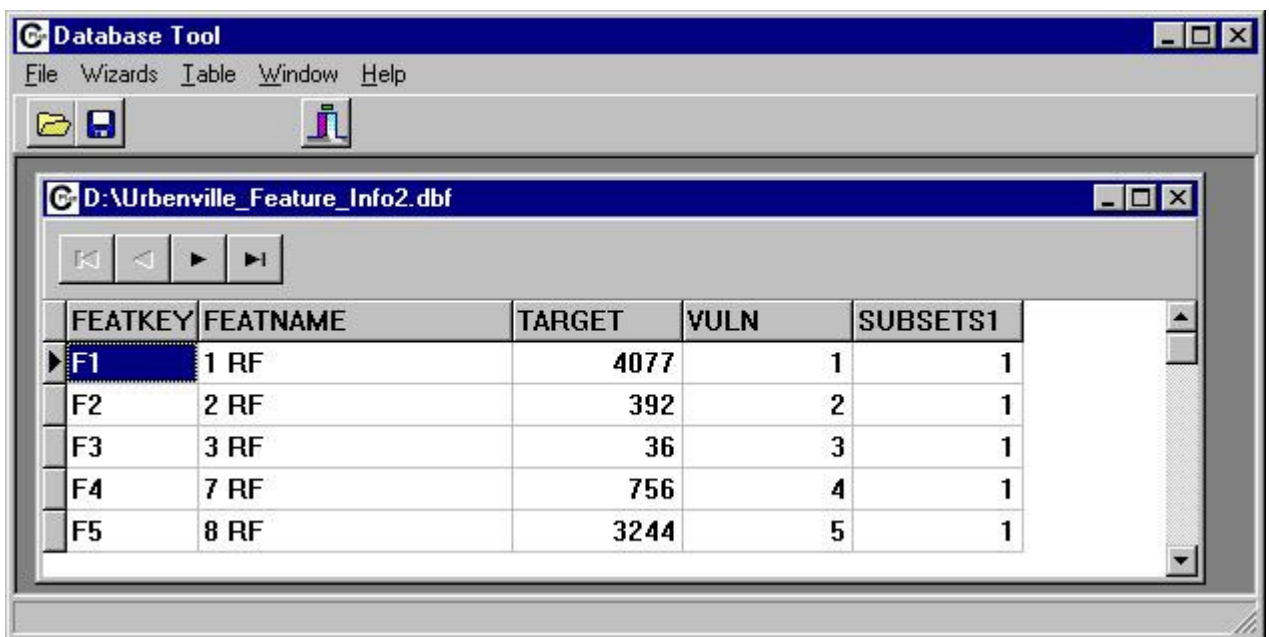 Database Tool
File Wizards Table Window Help
D:\Urbenville_Feature_Info2.dbf
FEATKEY FEATNAME TARGET VULN SUBSETS1
F1 1 RF 4077 1 1
F2 2 RF 392 2 1
F3 3 RF 36 3 1
F4 7 RF 756 4 1
F5 8 RF 3244 5 1